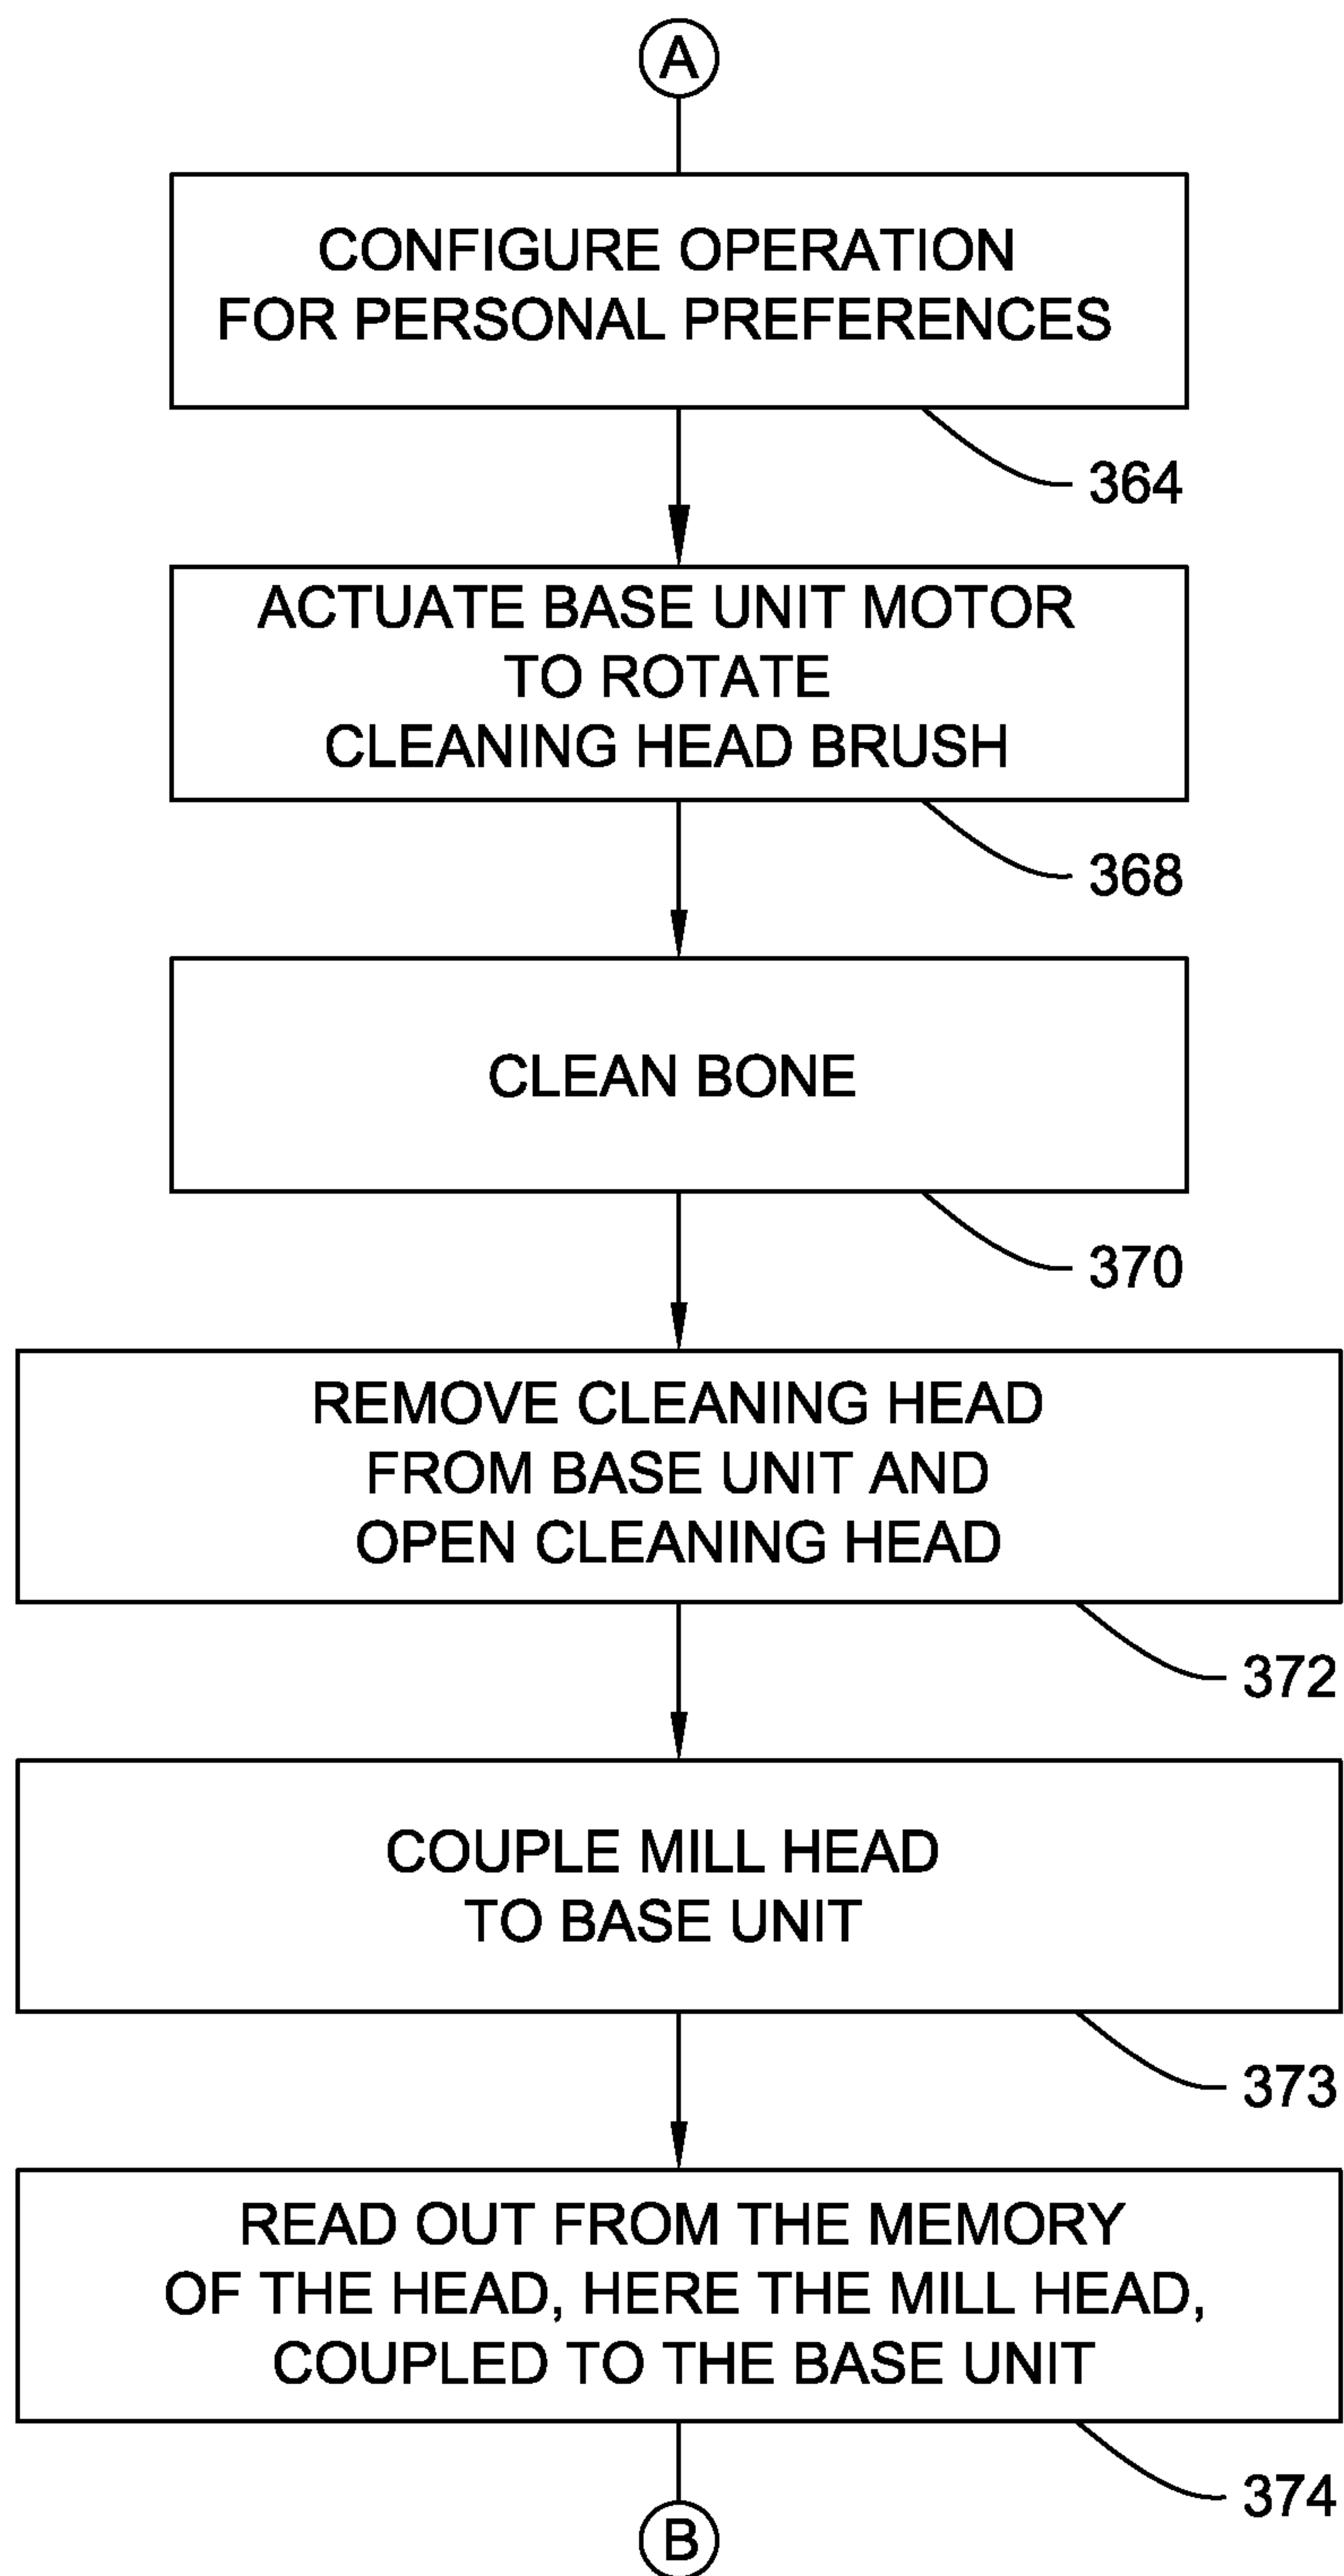 A
CONFIGURE OPERATION
FOR PERSONAL PREFERENCES
364
ACTUATE BASE UNIT MOTOR
TO ROTATE
CLEANING HEAD BRUSH
368
CLEAN BONE
370
REMOVE CLEANING HEAD
FROM BASE UNIT AND
OPEN CLEANING HEAD
372
COUPLE MILL HEAD
TO BASE UNIT
373
READ OUT FROM THE MEMORY
OF THE HEAD, HERE THE MILL HEAD,
COUPLED TO THE BASE UNIT
374
B